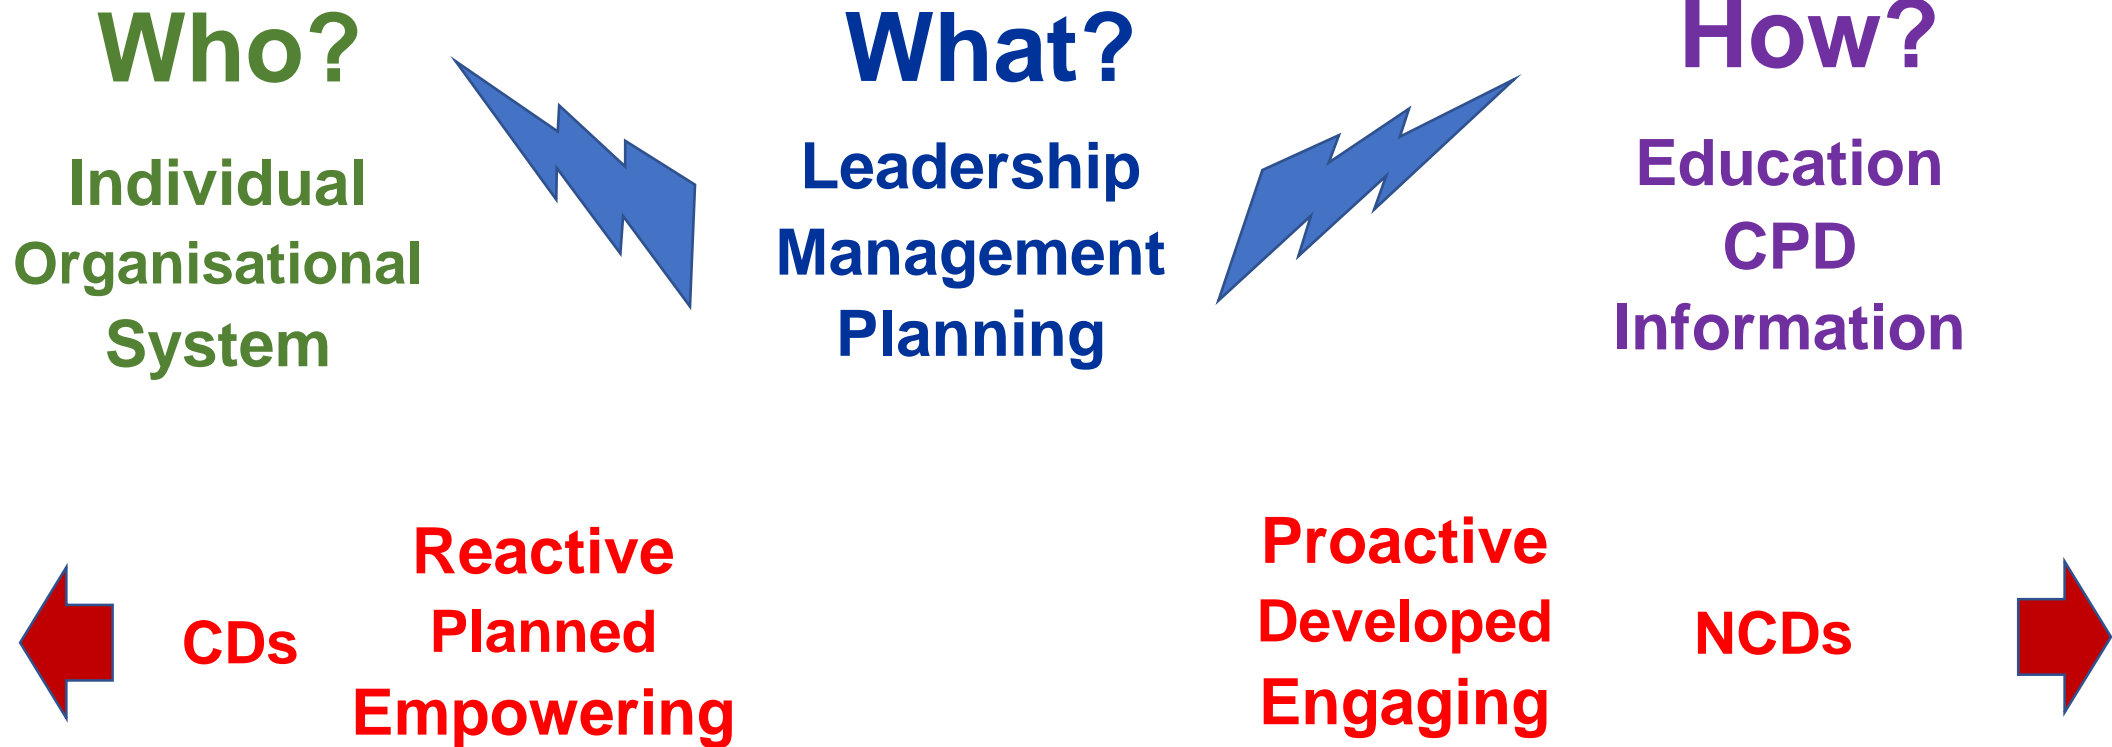 Who?
Individual
Organisational
System
What?
Leadership
Management
Planning
How?
Education
CPD
Information
CDs
Reactive
Planned
Empowering
Proactive
Developed
Engaging
NCDs